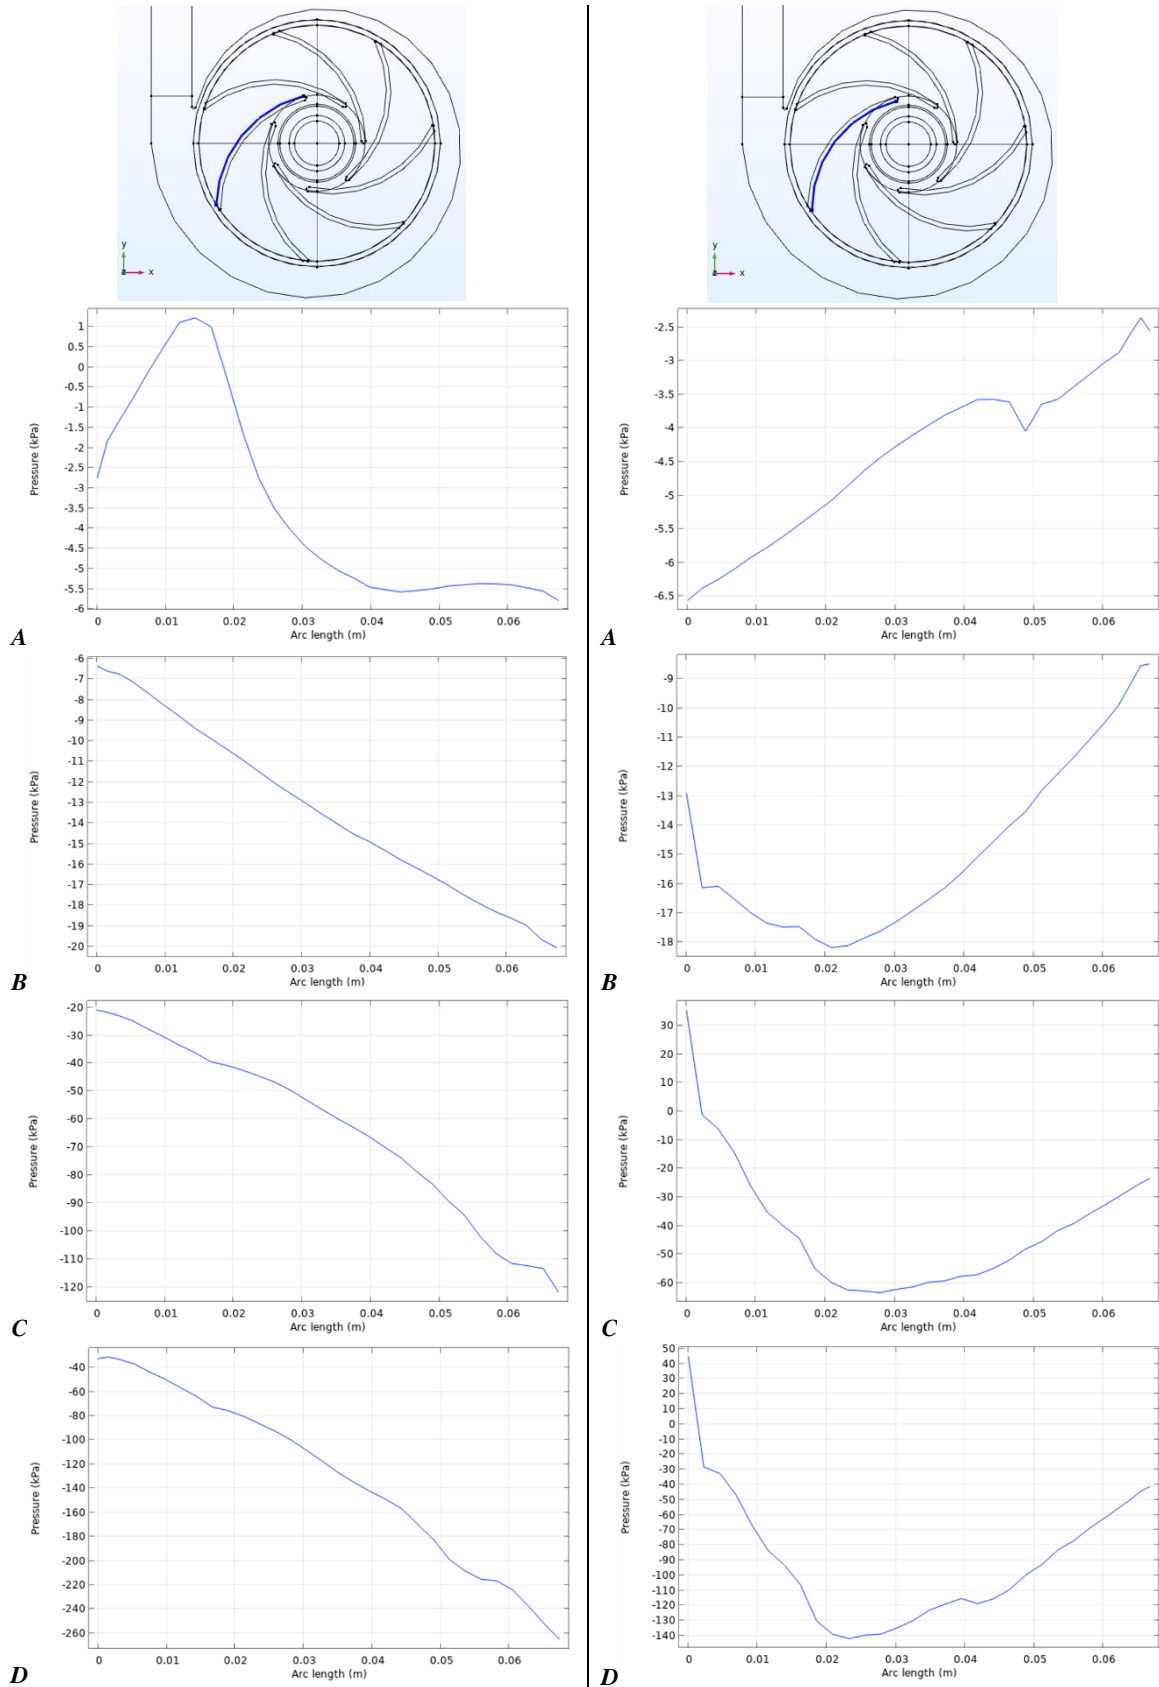 y
z x
1
0.5
0
-0.5
-1
-1.5
-2
-2.5
-3
-3.5
-4
-4.5
-5
-5.5
-6
Pressure (kPa)
0 0.01 0.02 0.03 0.04 0.05 0.06
Arc length (m)
A
-6
-7
-8
-9
-10
-11
-12
-13
-14
-15
-16
-17
-18
-19
-20
Pressure (kPa)
0 0.01 0.02 0.03 0.04 0.05 0.06
Arc length (m)
B
-20
-30
-40
-50
-60
-70
-80
-90
-100
-110
-120
Pressure (kPa)
0 0.01 0.02 0.03 0.04 0.05 0.06
Arc length (m)
C
-40
-60
-80
-100
-120
-140
-160
-180
-200
-220
-240
-260
Pressure (kPa)
0 0.01 0.02 0.03 0.04 0.05 0.06
Arc length (m)
D
y
z x
-2.5
-3
-3.5
-4
-4.5
-5
-5.5
-6
-6.5
Pressure (kPa)
0 0.01 0.02 0.03 0.04 0.05 0.06
Arc length (m)
A
-9
-10
-11
-12
-13
-14
-15
-16
-17
-18
Pressure (kPa)
0 0.01 0.02 0.03 0.04 0.05 0.06
Arc length (m)
B
30
20
10
0
-10
-20
-30
-40
-50
-60
Pressure (kPa)
0 0.01 0.02 0.03 0.04 0.05 0.06
Arc length (m)
C
50
40
30
20
10
0
-10
-20
-30
-40
-50
-60
-70
-80
-90
-100
-110
-120
-130
-140
Pressure (kPa)
0 0.01 0.02 0.03 0.04 0.05 0.06
Arc length (m)
D